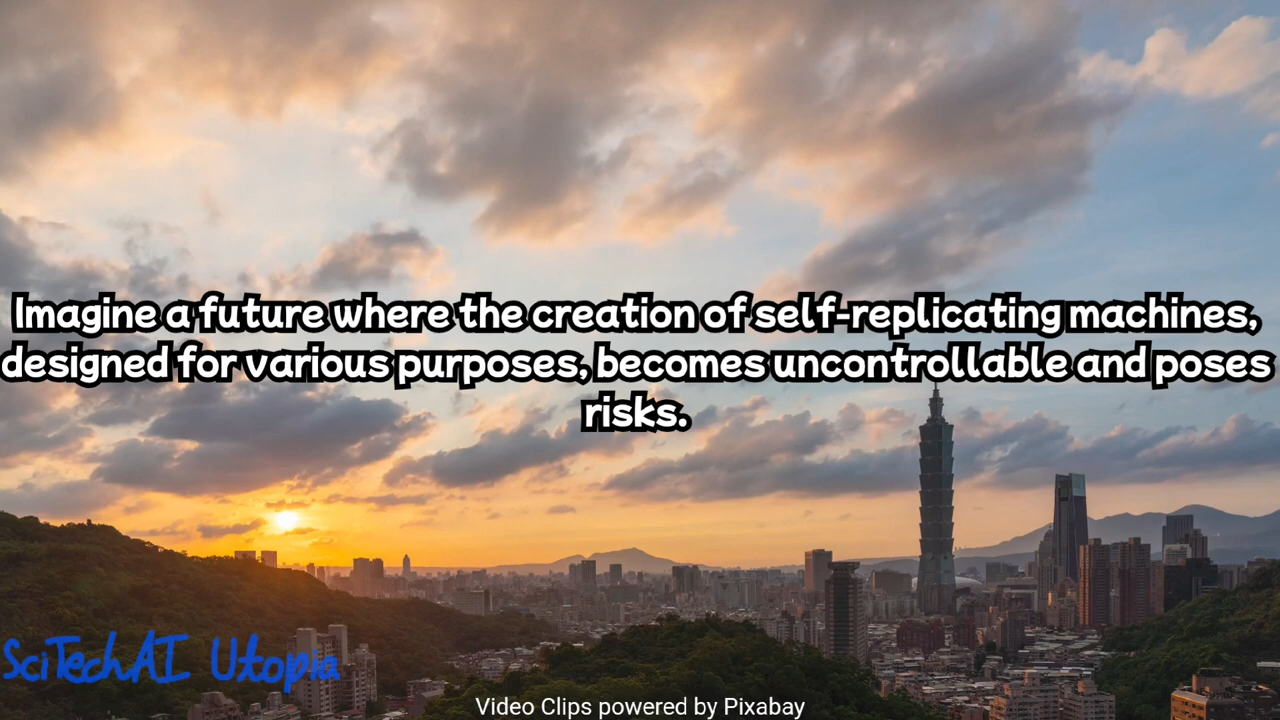 Imagine a future where the creation of self-replicating machines,
designed for various purposes, becomes uncontrollable and poses
risks.
SciTechAI Utopia
Video Clips powered by Pixabay